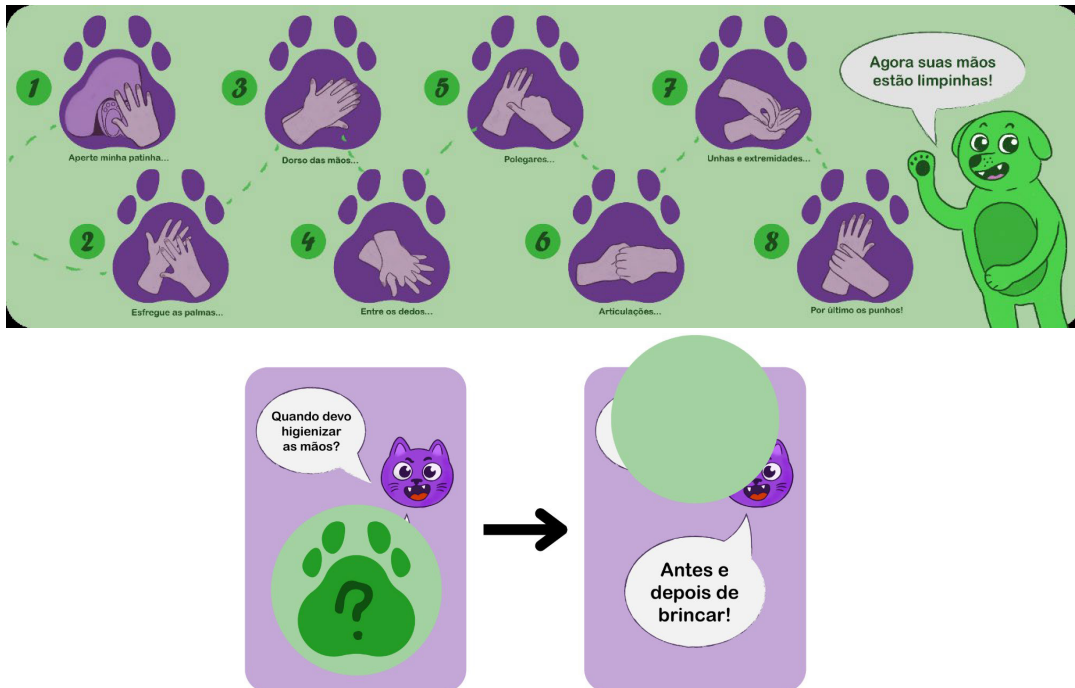 1
Aperte minha patinha...
2
Esfregue as palmas...
3
Dorso das mãos...
4
Entre os dedos...
5
Polegares...
6
Articulações...
7
Unhas e extremidades...
8
Por último os punhos!
Agora suas mãos
estão limpinhas!
Quando devo
higienizar
as mãos?
?
Antes e
depois de
brincar!